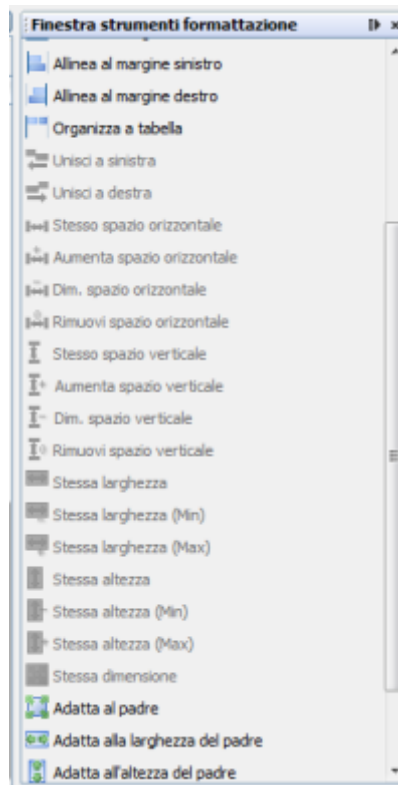 Finestra strumenti formattazione
Allinea al margine sinistro
Allinea al margine destro
Organizza a tabella
Unisci a sinistra
Unisci a destra
Stesso spazio orizzontale
Aumenta spazio orizzontale
Dim. spazio orizzontale
Rimuovi spazio orizzontale
Stesso spazio verticale
Aumenta spazio verticale
Dim. spazio verticale
Rimuovi spazio verticale
Stessa larghezza
Stessa larghezza (Min)
Stessa larghezza (Max)
Stessa altezza
Stessa altezza (Min)
Stessa altezza (Max)
Stessa dimensione
Adatta al padre
Adatta alla larghezza del padre
Adatta all'altezza del padre